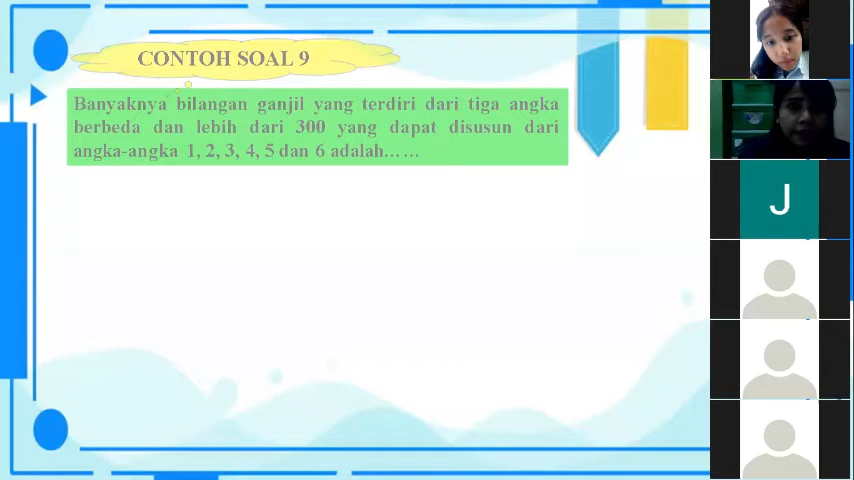 CONTOH SOAL 9
Banyaknya bilangan ganjil yang terdiri dari tiga angka
berbeda dan lebih dari 300 yang dapat disusun dari
angka-angka 1, 2, 3, 4, 5 dan 6 adalah……
J